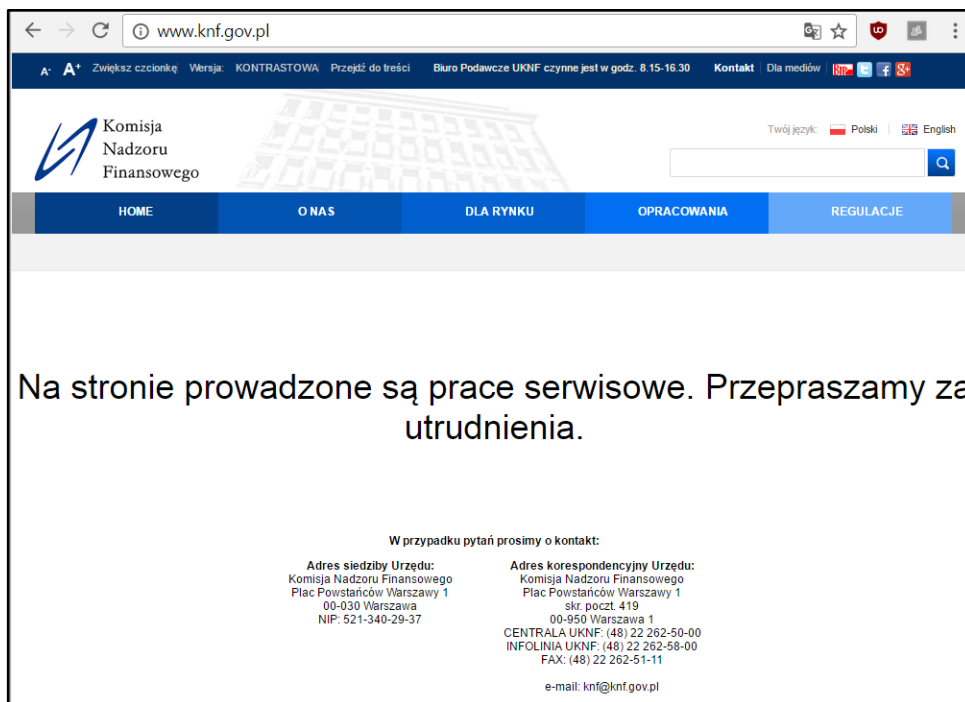 www.knf.gov.pl
A- A+ Zwiększ czcionkę Wersja: KONTRASTOWA Przejdź do treści Biuro Podawcze UKNF czynne jest w godz. 8.15-16.30 Kontakt Dla mediów BIP
Komisja
Nadzoru
Finansowego
Twój język: Polski English
HOME O NAS DLA RYNKU OPRACOWANIA REGULACJE
Na stronie prowadzone są prace serwisowe. Przepraszamy za
utrudnienia.
W przypadku pytań prosimy o kontakt:
Adres siedziby Urzędu:
Komisja Nadzoru Finansowego
Plac Powstańców Warszawy 1
00-030 Warszawa
NIP: 521-340-29-37
Adres korespondencyjny Urzędu:
Komisja Nadzoru Finansowego
Plac Powstańców Warszawy 1
skr. poczt. 419
00-950 Warszawa 1
CENTRALA UKNF: (48) 22 262-50-00
INFOLINIA UKNF: (48) 22 262-58-00
FAX: (48) 22 262-51-11
e-mail: knf@knf.gov.pl